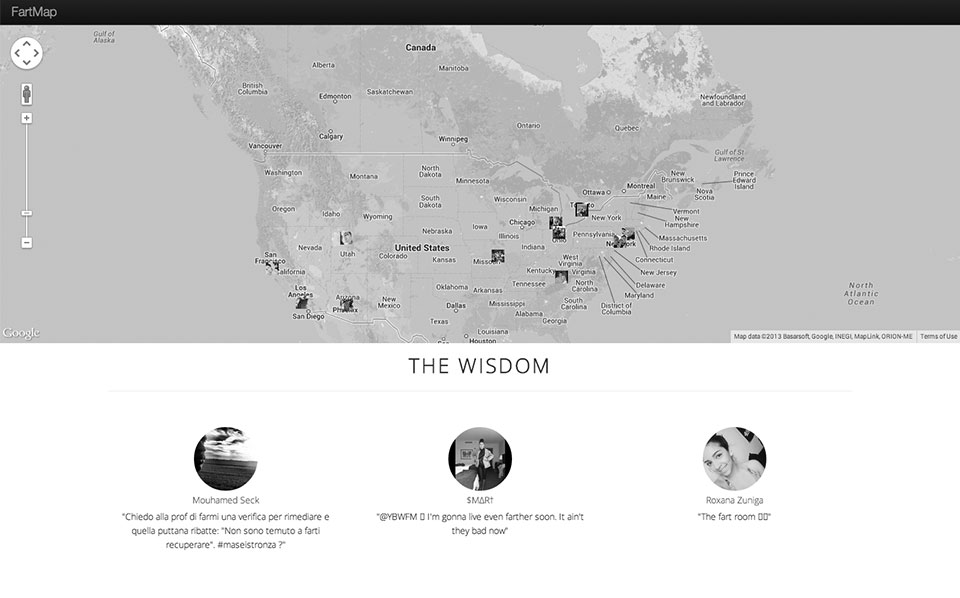 FartMap
Gulf of
Alaska
Canada
Alberta
Manitoba
British
Columbia
Edmonton
Saskatchewan
Newfoundland
and Labrador
Ontario
Quebec
Calgary
Winnipeg
Vancouver
Gulf of St
Lawrence
Washington
Montana
North
Dakota
Minnesota
Ottawa
Montreal
New
Brunswick
Prince
Edward
Island
Maine
Nova
Scotia
South
Dakota
Wisconsin
Michigan
Oregon
Idaho
Wyoming
New York
Vermont
New
Hampshire
Chicago
Iowa
Nebraska
Illinois
Ohio
Pennsylvania
Massachusetts
Rhode Island
Nevada
Utah
United States
Colorado
Kansas
Indiana
West
Virginia
Connecticut
San
Francisco
California
Kentucky
Virginia
New Jersey
Delaware
Maryland
Los
Angeles
Arizona
New
Mexico
Oklahoma
Arkansas
Tennessee
North
Carolina
North
Atlantic
Ocean
San Diego
Dallas
Mississippi
South
Carolina
District of
Columbia
Alabama
Georgia
Texas
Louisiana
Houston
Google
Map data ©2013 Basarsoft, Google, INEGI, MapLink, ORION-ME
Terms of Use
THE WISDOM
Mouhamed Seck
"Chiedo alla prof di farmi una verifica per rimediare e
quella puttana ribatte: "Non sono temuto a farti
recuperare". #maseistronza ?"
$MΔR†
"@YBWFM I'm gonna live even farther soon. It ain't
they bad now"
Roxana Zuniga
"The fart room"